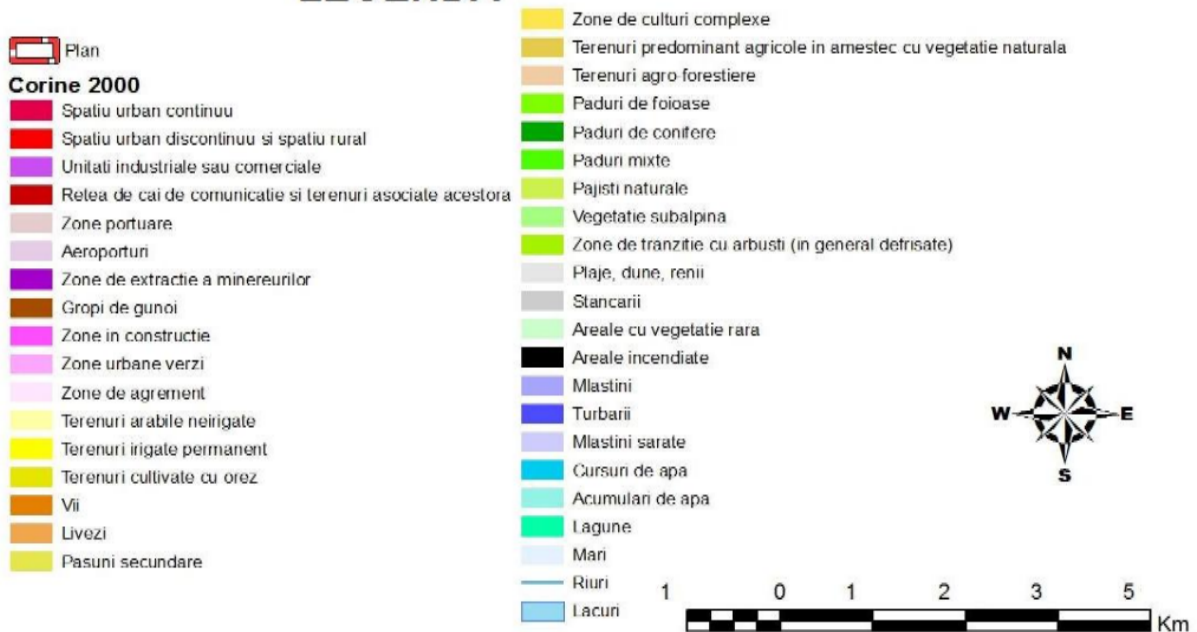 Plan
Corine 2000
Spatiu urban continuu
Spatiu urban discontinuu si spatiu rural
Unitati industriale sau comerciale
Retea de cai de comunicatie si terenuri asociate acestora
Zone portuare
Aeroporturi
Zone de extractie a minereurilor
Gropi de gunoi
Zone in constructie
Zone urbane verzi
Zone de agrement
Terenuri arabile neirigate
Terenuri irigate permanent
Terenuri cultivate cu orez
Vii
Livezi
Pasuni secundare
Zone de culturi complexe
Terenuri predominant agricole in amestec cu vegetatie naturala
Terenuri agro-forestiere
Paduri de foioase
Paduri de conifere
Paduri mixte
Pajisti naturale
Vegetatie subalpina
Zone de tranzitie cu arbusti (in general defrisate)
Plaje, dune, renii
Stancarii
Areale cu vegetatie rara
Areale incendiate
Mlastini
Turbarii
Mlastini sarate
Cursuri de apa
Acumulari de apa
Lagune
Mari
Riuri
Lacuri
N
W E
S
1 0 1 2 3 5
Km